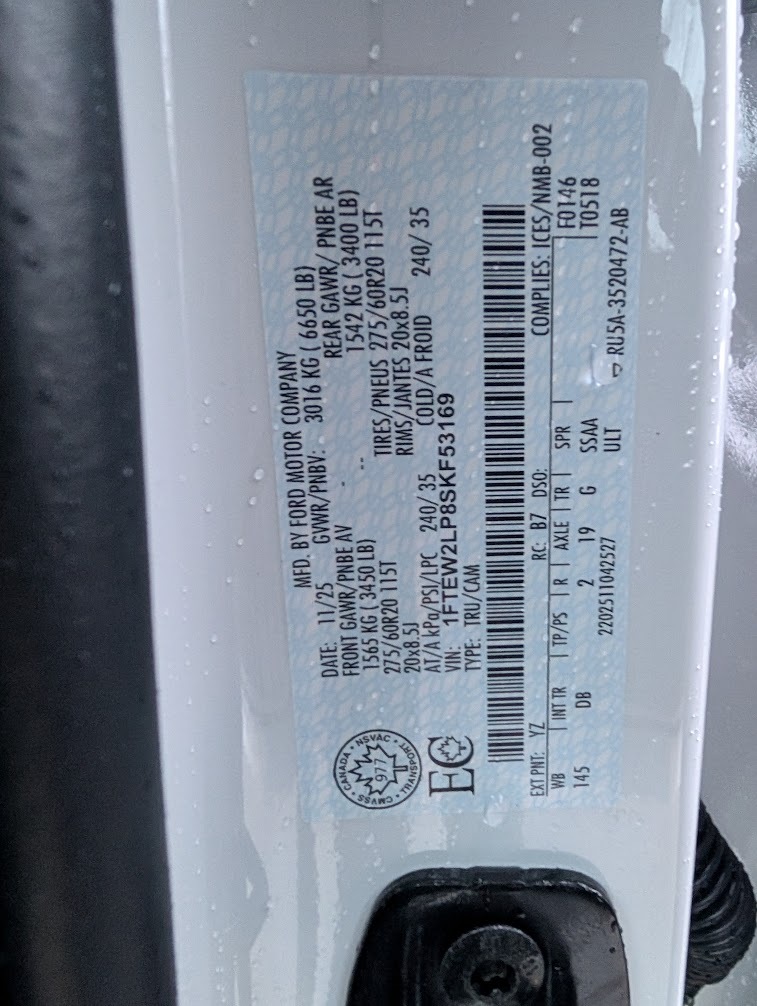 MFD. BY FORD MOTOR COMPANY
DATE: 11/25 GVWR/PNBV: 3016 KG ( 6650 LB)
FRONT GAWR/PNBE AV REAR GAWR/ PNBE AR
1565 KG ( 3450 LB) 1542 KG ( 3400 LB)
275/60R20 115T TIRES/PNEUS 275/60R20 115T
20x8.5J RIMS/JANTES 20x8.5J
AT/A kPa/PSI/LPC 240/ 35 COLD/A FROID 240/ 35
VIN: 1FTEW2LP8SKF53169
TYPE: TRU/CAM
CANADA • NSVAC • TRANSPORT CMVSS •
977
EC
EXT PNT: YZ RC: B7 DSO: COMPLIES: ICES/NMB-002
WB | INT TR | TP/PS | R | AXLE | TR | SPR | F0146
145 DB 2 19 G SSAA T0518
ULT
2202511042527 RU5A-3520472-AB